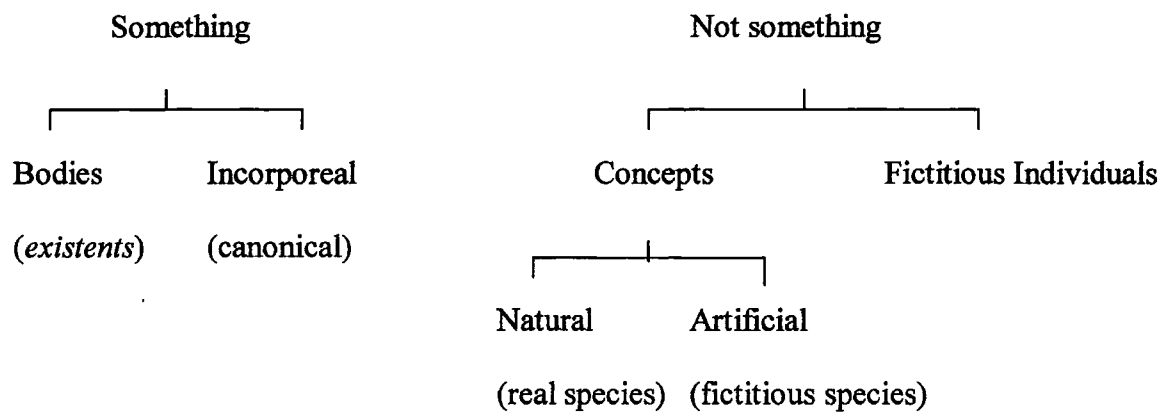 Something Not something
Bodies Incorporeal Concepts Fictitious Individuals
(existents) (canonical)
Natural Artificial
(real species) (fictitious species)